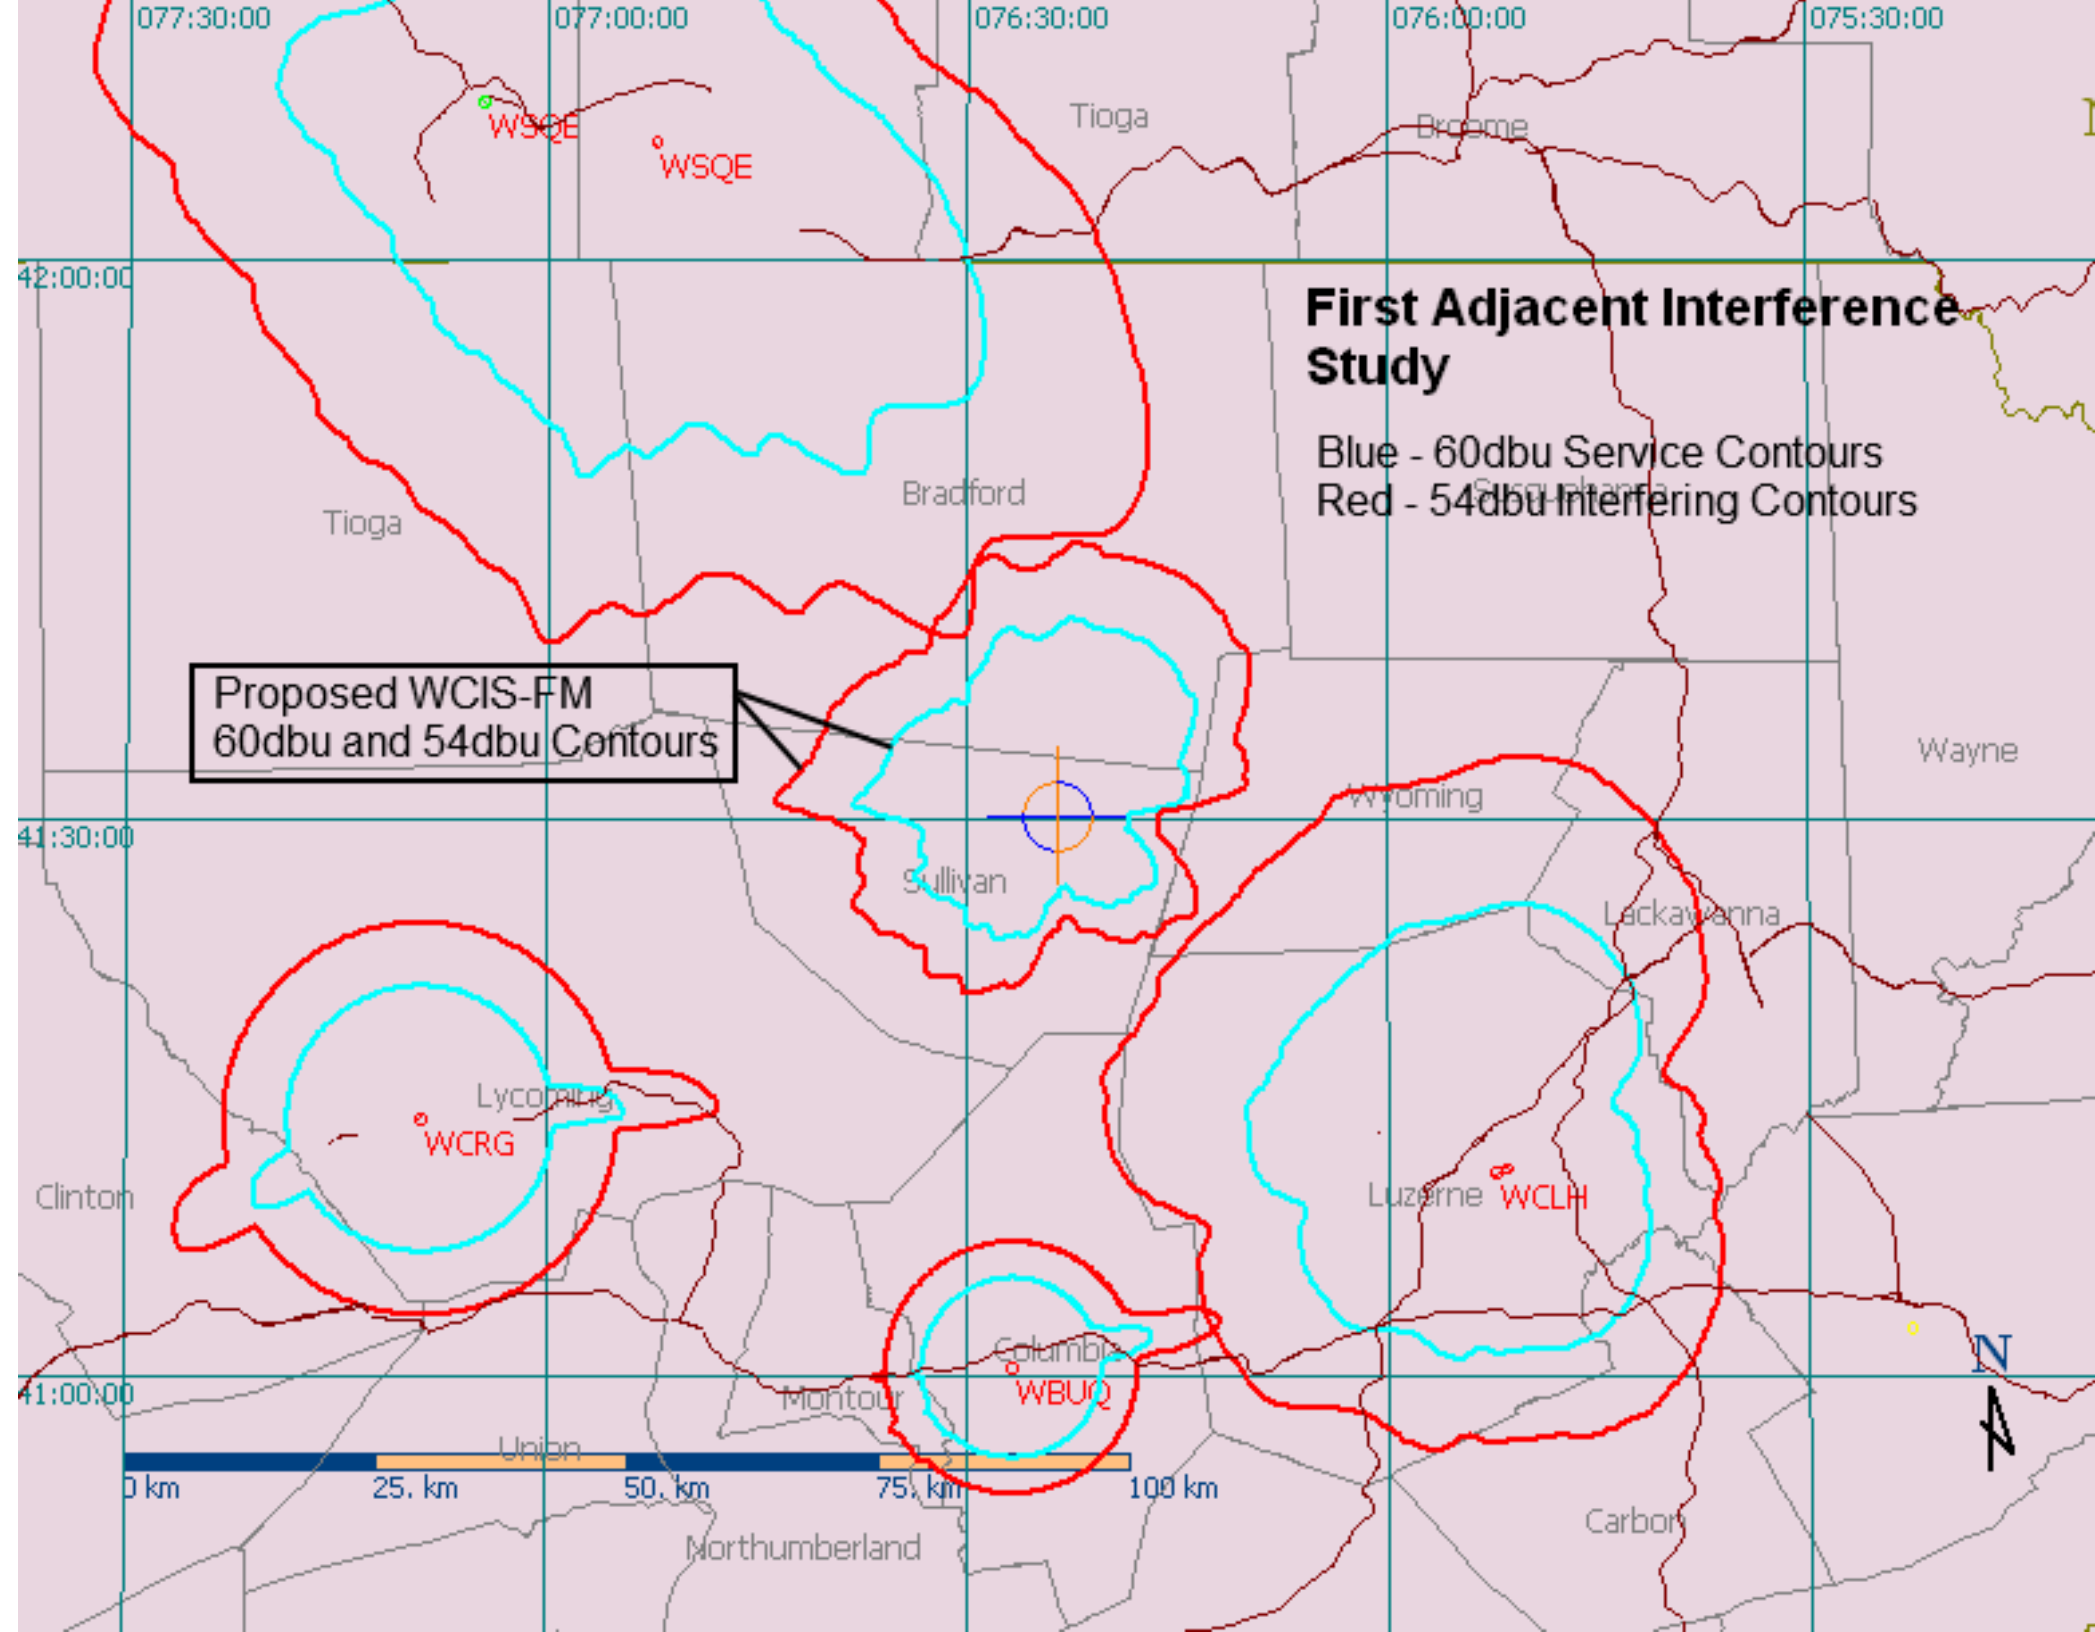 077:30:00 077:00:00 076:30:00 076:00:00 075:30:00
Tioga
Broome
WSQE
WSQE
42:00:00
First Adjacent Interference
Study
Blue - 60dbu Service Contours
Red - 54dbu Interfering Contours
Susquehanna
Bradford
Tioga
Proposed WCIS-FM
60dbu and 54dbu Contours
Wayne
Wyoming
41:30:00
Sullivan
Lackawanna
Lycoming
WCRG
Clinton
Luzerne
WCLH
Columbia
WBUQ
N
41:00:00
Montour
Union
0 km 25. km 50. km 75. km 100 km
Carbon
Northumberland